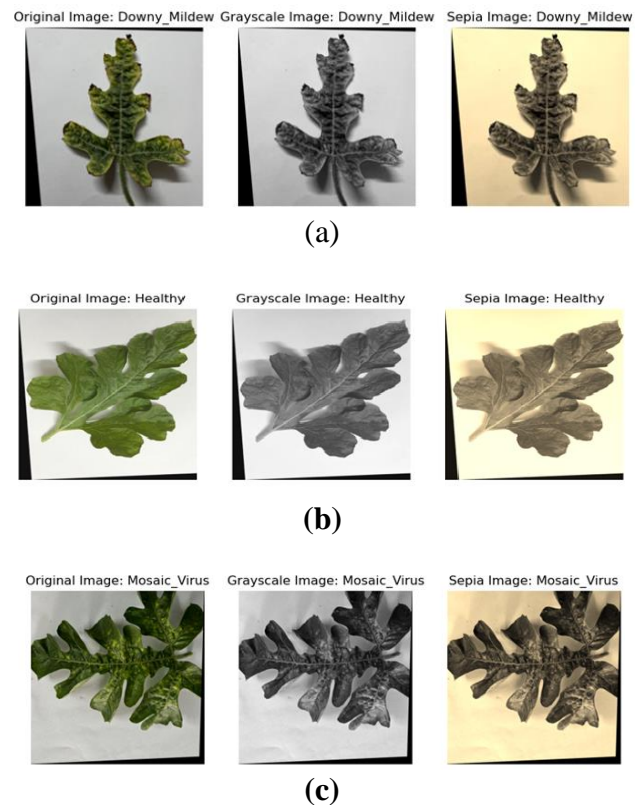 Original Image: Downy_Mildew Grayscale Image: Downy_Mildew Sepia Image: Downy_Mildew
(a)
Original Image: Healthy Grayscale Image: Healthy Sepia Image: Healthy
(b)
Original Image: Mosaic_Virus Grayscale Image: Mosaic_Virus Sepia Image: Mosaic_Virus
(c)